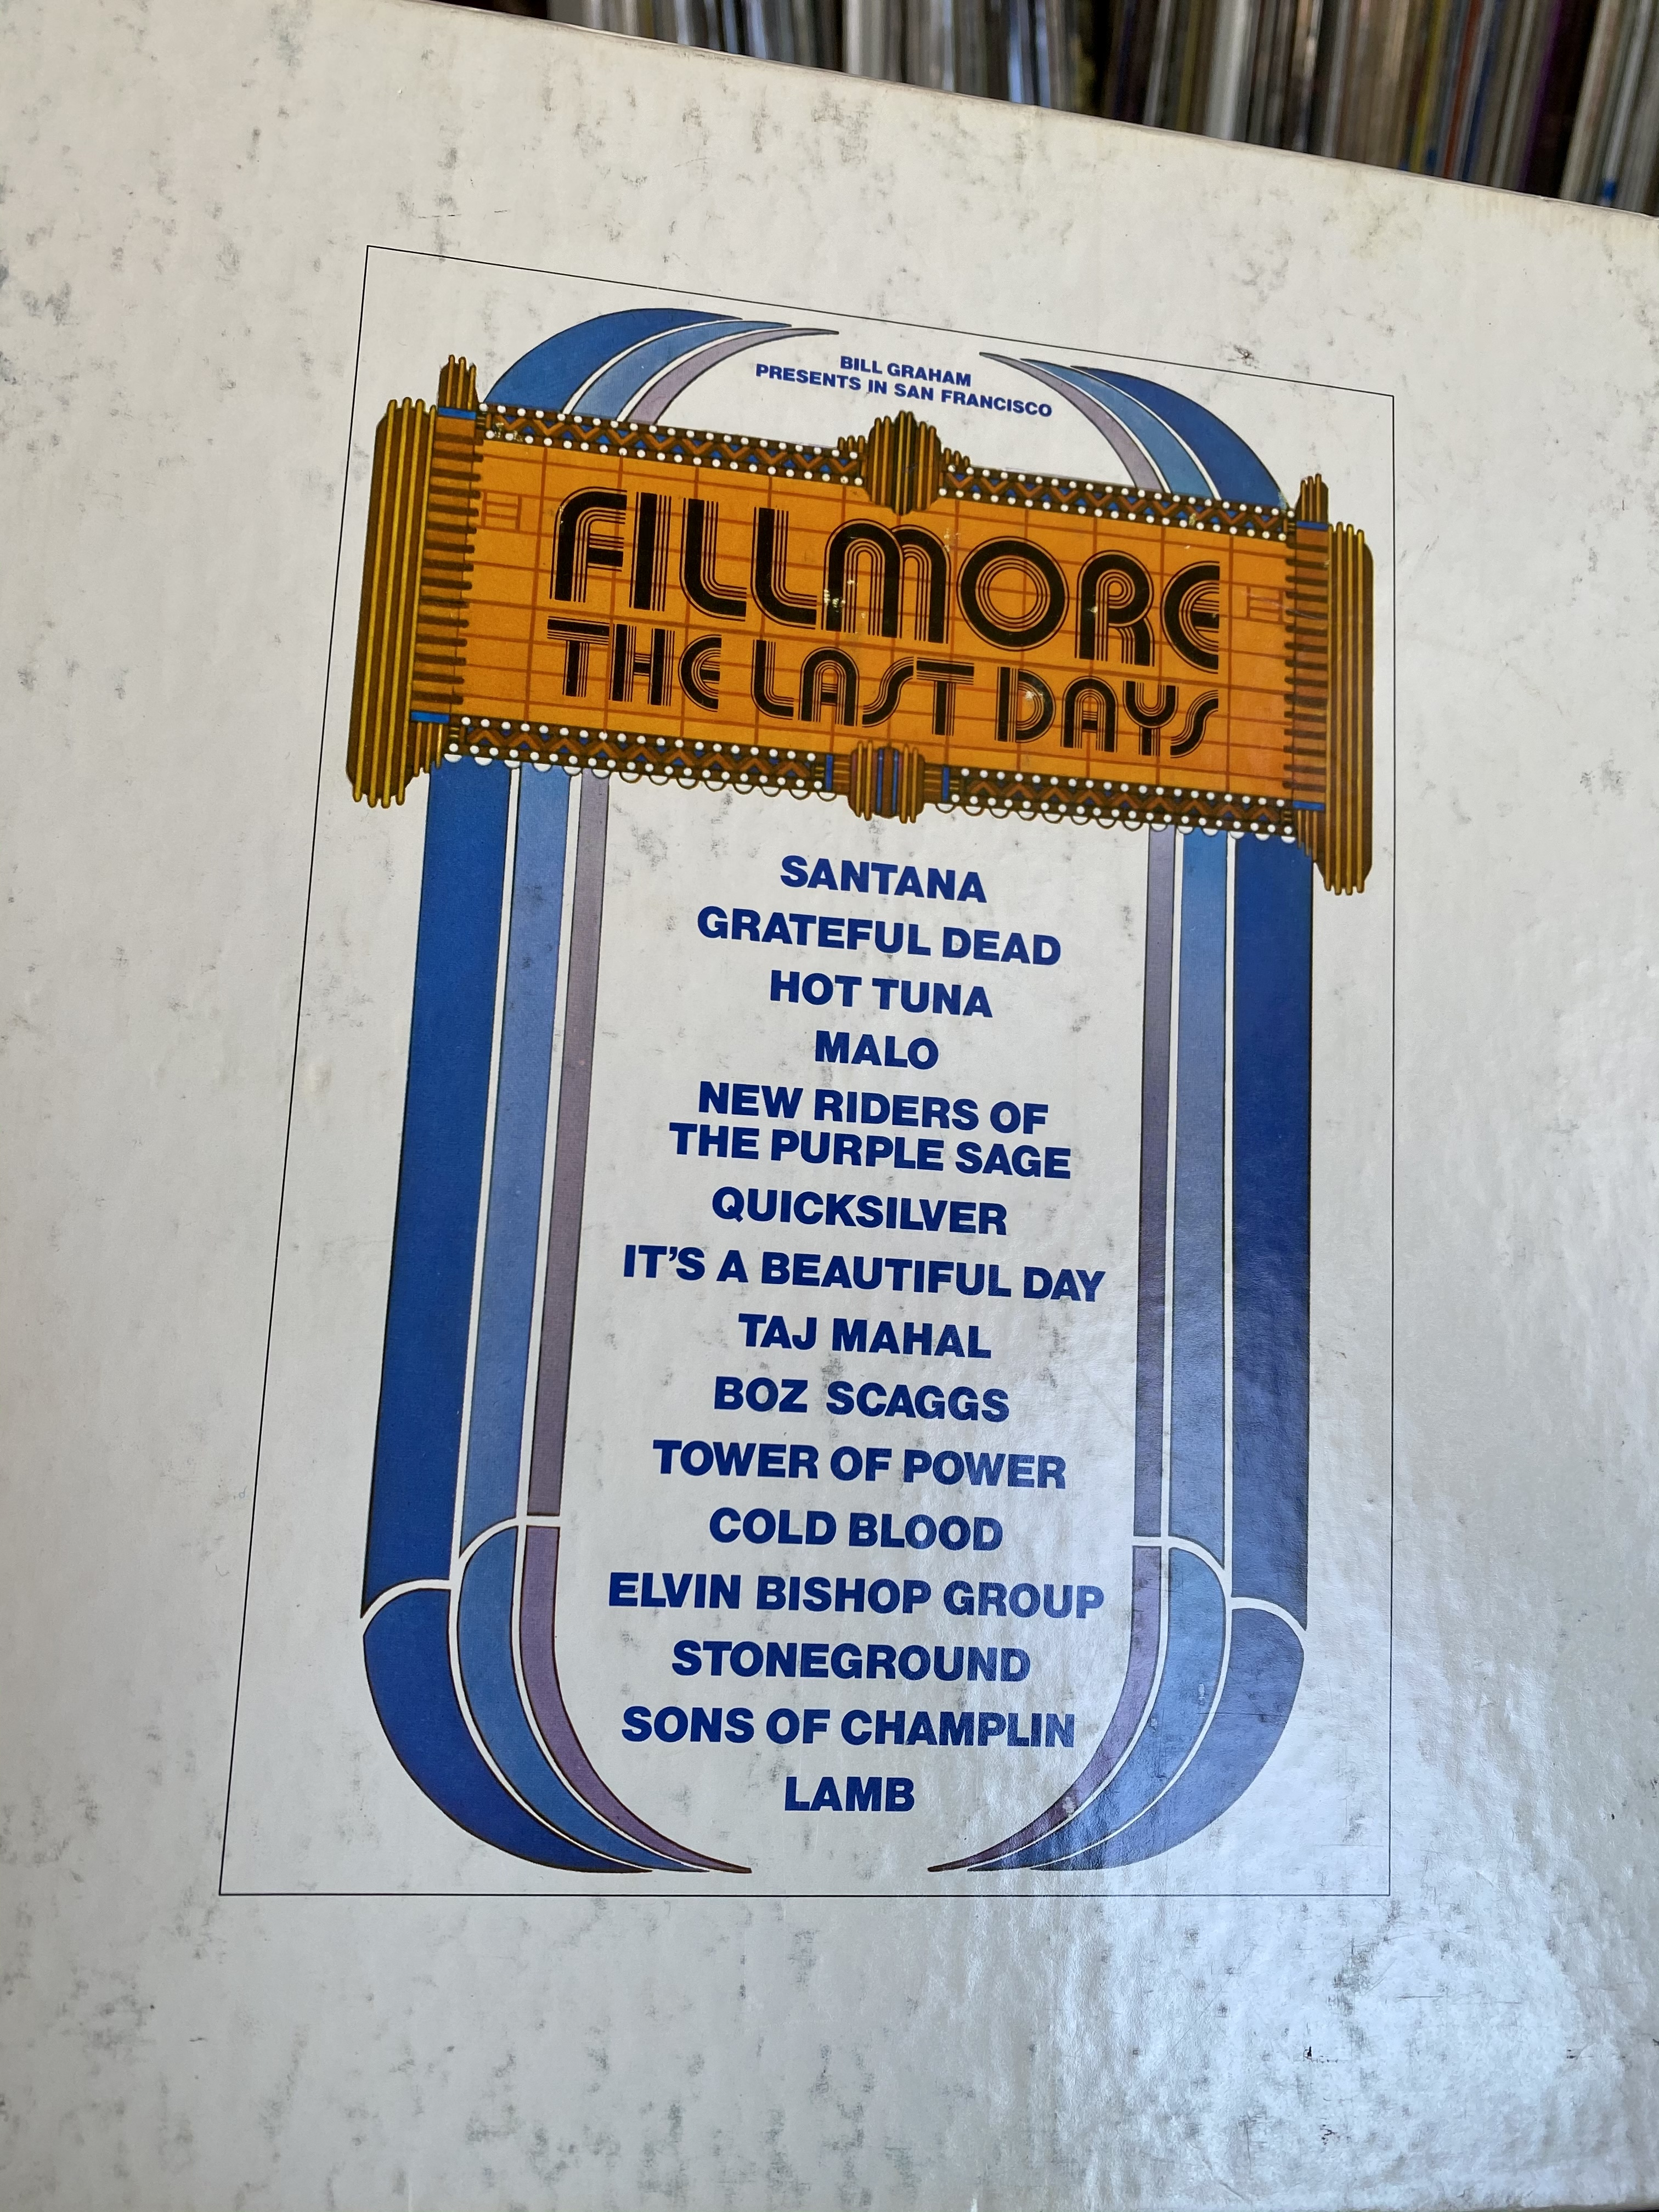 BILL GRAHAM
PRESENTS IN SAN FRANCISCO
FILLMORE
THE LAST DAYS
SANTANA
GRATEFUL DEAD
HOT TUNA
MALO
NEW RIDERS OF
THE PURPLE SAGE
QUICKSILVER
IT'S A BEAUTIFUL DAY
TAJ MAHAL
BOZ SCAGGS
TOWER OF POWER
COLD BLOOD
ELVIN BISHOP GROUP
STONEGROUND
SONS OF CHAMPLIN
LAMB